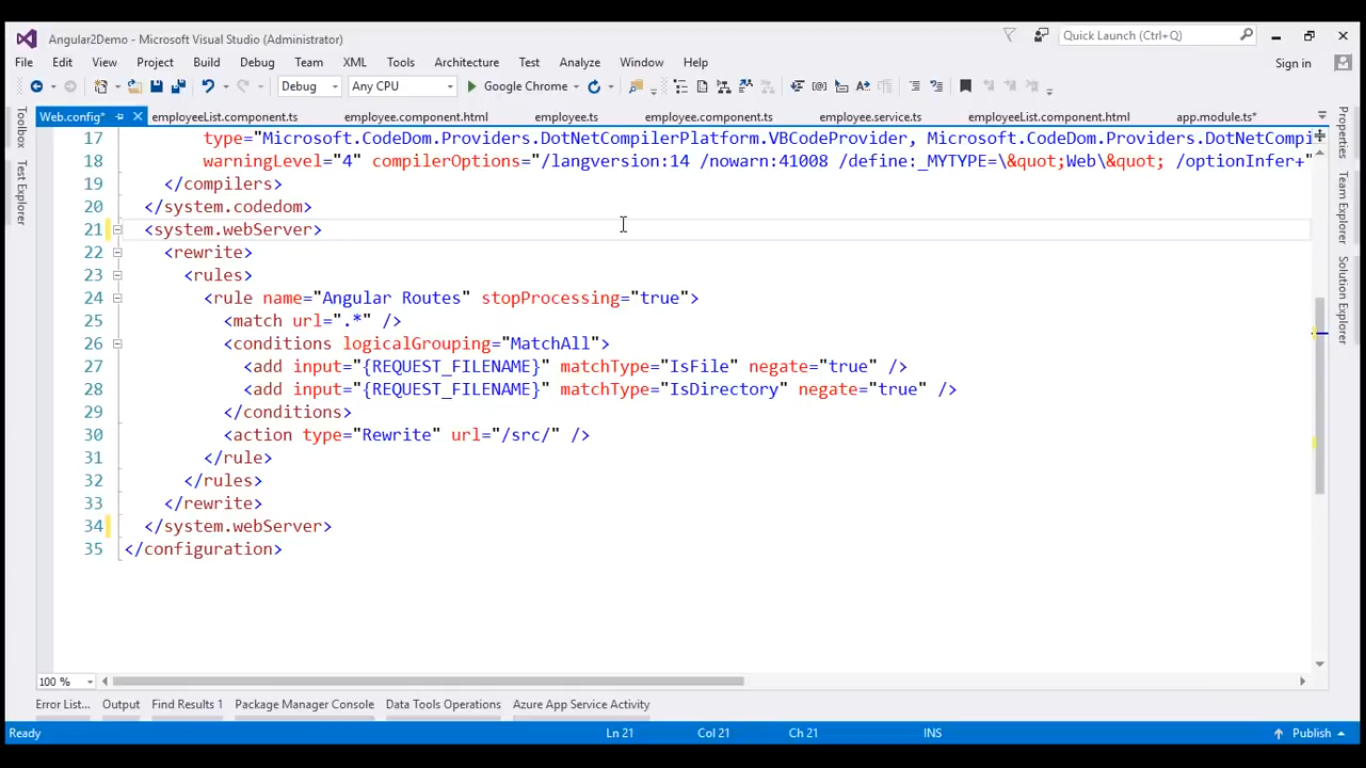 Angular2Demo - Microsoft Visual Studio (Administrator)
Quick Launch (Ctrl+Q)
File Edit View Project Build Debug Team XML Tools Architecture Test Analyze Window Help
Sign in
Debug Any CPU Google Chrome
Web.config* employeeList.component.ts employee.component.html employee.ts employee.component.ts employee.service.ts employeeList.component.html app.module.ts*
Toolbox
Test Explorer
17 type="Microsoft.CodeDom.Providers.DotNetCompilerPlatform.VBCodeProvider, Microsoft.CodeDom.Providers.DotNetCompi
18 warningLevel="4" compilerOptions="/langversion:14 /nowarn:41008 /define:_MYTYPE=\&quot;Web\&quot; /optionInfer+"
19 </compilers>
20 </system.codedom>
21 <system.webServer>
22 <rewrite>
23 <rules>
24 <rule name="Angular Routes" stopProcessing="true">
25 <match url=".*" />
26 <conditions logicalGrouping="MatchAll">
27 <add input="{REQUEST_FILENAME}" matchType="IsFile" negate="true" />
28 <add input="{REQUEST_FILENAME}" matchType="IsDirectory" negate="true" />
29 </conditions>
30 <action type="Rewrite" url="/src/" />
31 </rule>
32 </rules>
33 </rewrite>
34 </system.webServer>
35 </configuration>
Properties
Team Explorer
Solution Explorer
100 %
Error List... Output Find Results 1 Package Manager Console Data Tools Operations Azure App Service Activity
Ready Ln 21 Col 21 Ch 21 INS Publish